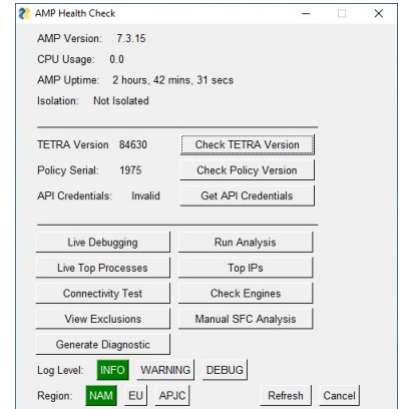 AMP Health Check
AMP Version: 7.3.15
CPU Usage: 0.0
AMP Uptime: 2 hours, 42 mins, 31 secs
Isolation: Not Isolated
TETRA Version 84630 Check TETRA Version
Policy Serial: 1975 Check Policy Version
API Credentials: Invalid Get API Credentials
Live Debugging Run Analysis
Live Top Processes Top IPs
Connectivity Test Check Engines
View Exclusions Manual SFC Analysis
Generate Diagnostic
Log Level: INFO WARNING DEBUG
Region: NAM EU APJC Refresh Cancel